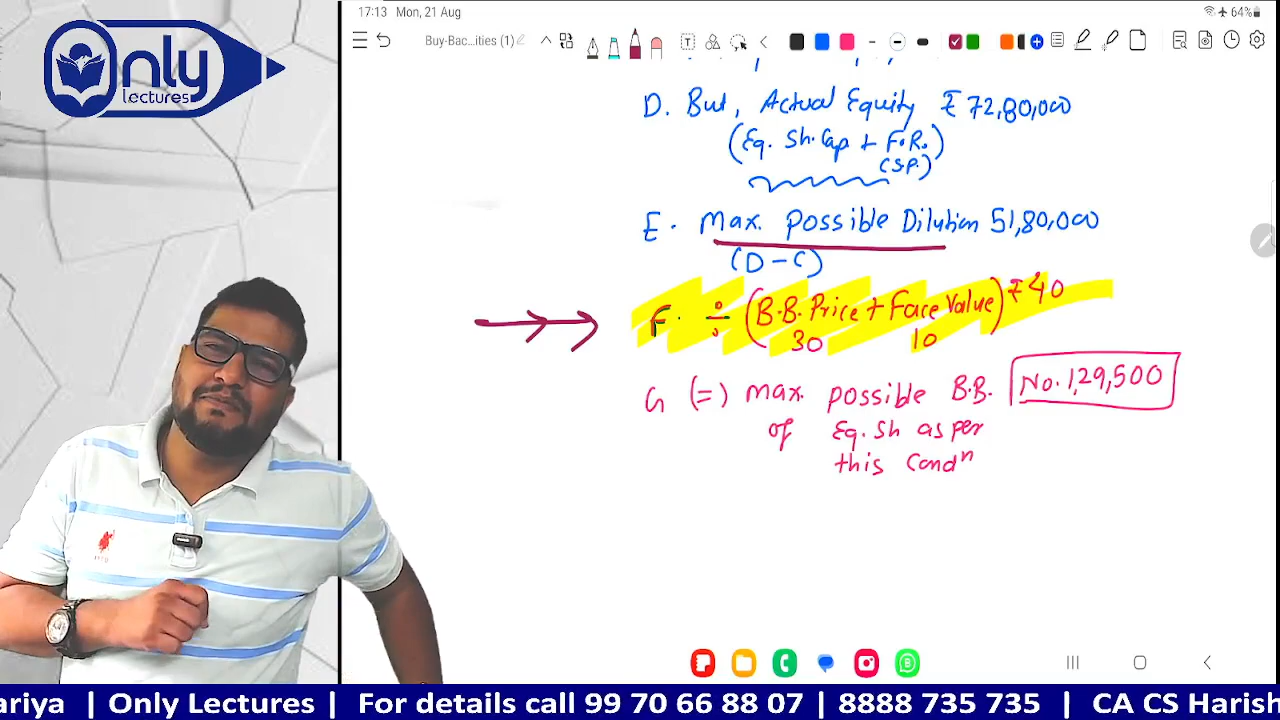 17:13 Mon, 21 Aug
64%
Only
lectures
Buy-Bac...ities (1)
D. But, Actual Equity ₹ 72,80,000
(Eq. Sh. Cap + F.R.)
(S.P.)
E. Max. Possible Dilution 51,80,000
(D - C)
F. ÷ (B.B. Price + Face Value) ₹ 40
30 10
G (=) max. possible B.B. No. 1,29,500
of Eq. Sh as per
this Condn
ariya | Only Lectures | For details call 99 70 66 88 07 | 8888 735 735 | CA CS Harish